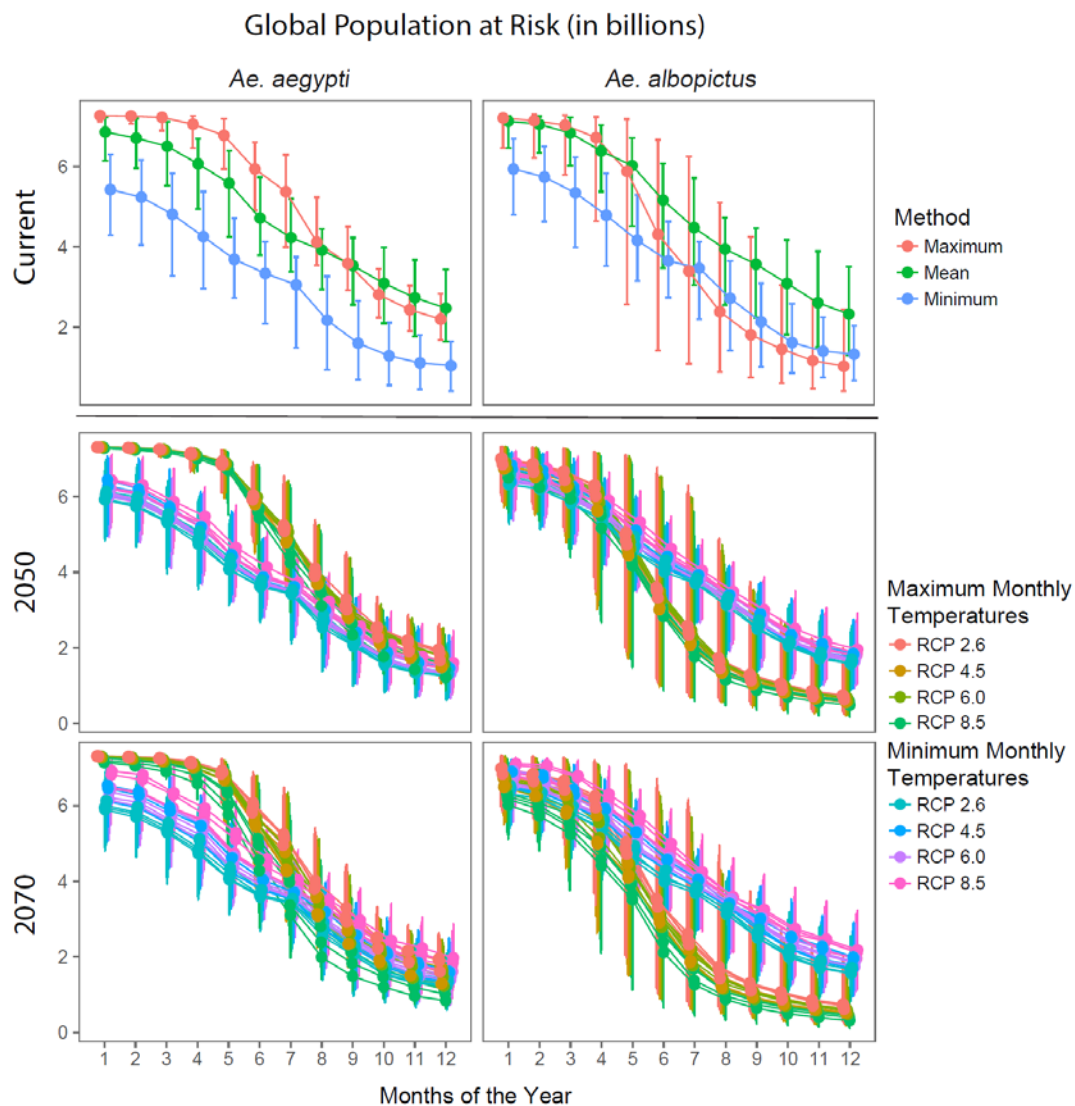 Global Population at Risk (in billions)
Ae. aegypti
Ae. albopictus
Current
6
4
2
Method
Maximum
Mean
Minimum
2050
6
4
2
0
Maximum Monthly
Temperatures
RCP 2.6
RCP 4.5
RCP 6.0
RCP 8.5
2070
6
4
2
0
Minimum Monthly
Temperatures
RCP 2.6
RCP 4.5
RCP 6.0
RCP 8.5
1 2 3 4 5 6 7 8 9 10 11 12
1 2 3 4 5 6 7 8 9 10 11 12
Months of the Year